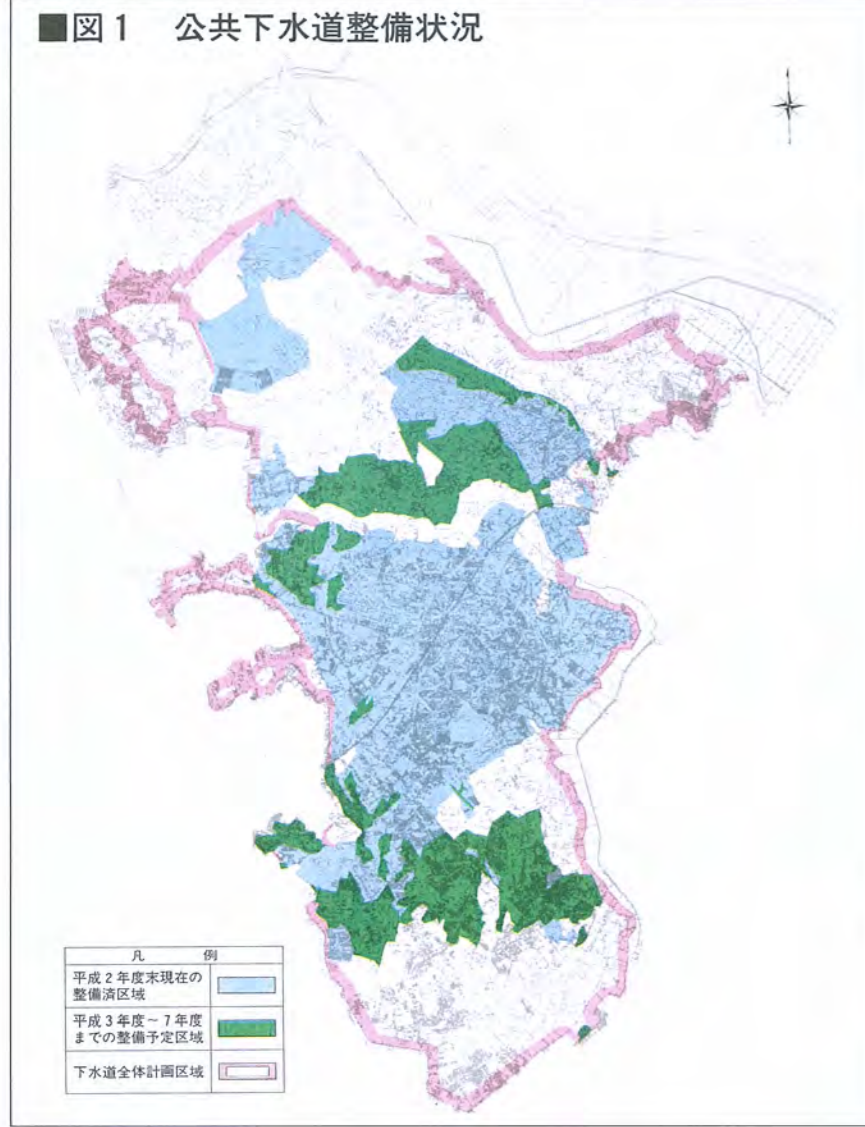 ■図1 公共下水道整備状況
凡 例
平成2年度末現在の
整備済区域
平成3年度～7年度
までの整備予定区域
下水道全体計画区域